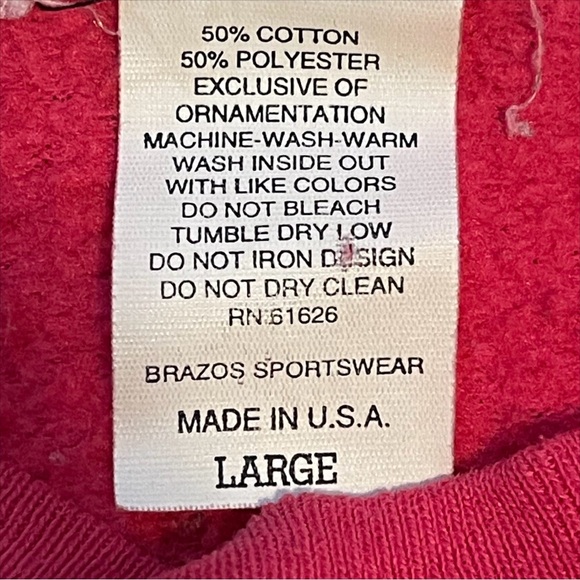 50% COTTON
50% POLYESTER
EXCLUSIVE OF
ORNAMENTATION
MACHINE-WASH-WARM
WASH INSIDE OUT
WITH LIKE COLORS
DO NOT BLEACH
TUMBLE DRY LOW
DO NOT IRON DESIGN
DO NOT DRY CLEAN
RN 61626
BRAZOS SPORTSWEAR
MADE IN U.S.A.
LARGE